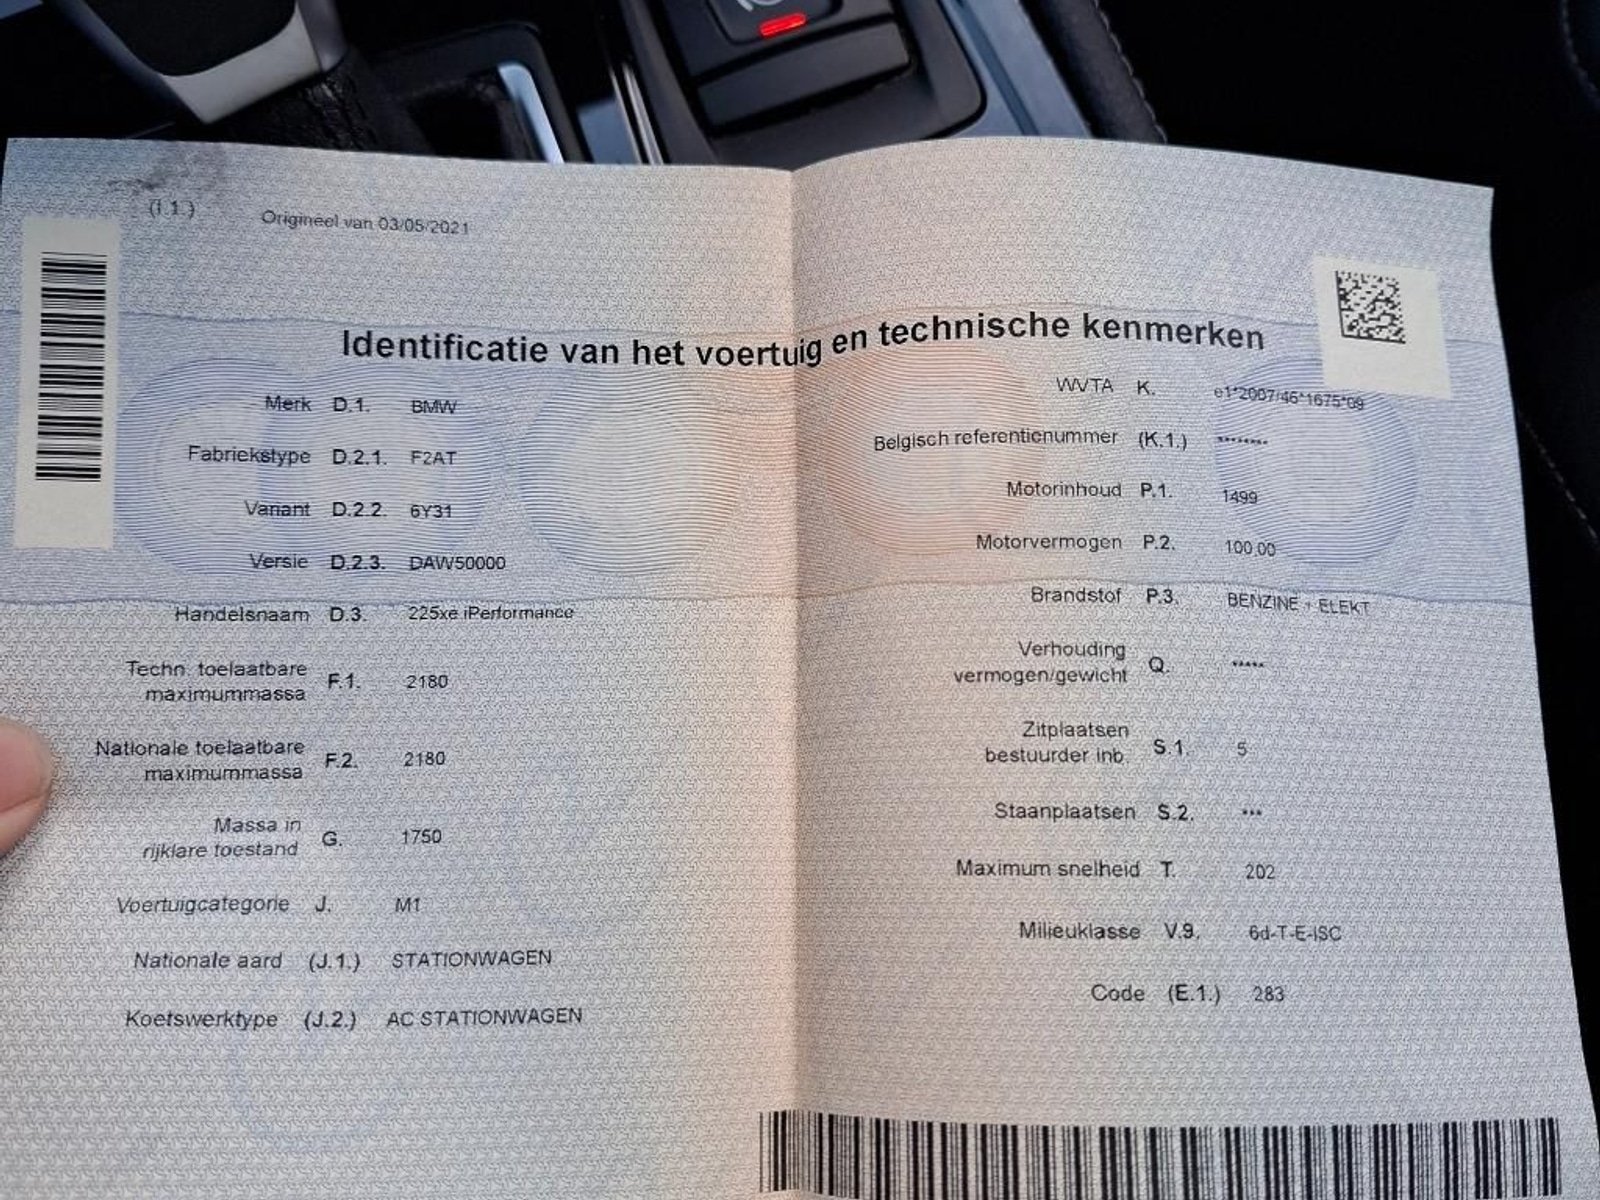 (I.1.) Origineel van 03/05/2021
Identificatie van het voertuig en technische kenmerken
Merk D.1. BMW
Fabriekstype D.2.1. F2AT
Variant D.2.2. 6Y31
Versie D.2.3. DAW50000
Handelsnaam D.3. 225xe iPerformance
Techn. toelaatbare
maximummassa F.1. 2180
Nationale toelaatbare
maximummassa F.2. 2180
Massa in
rijklare toestand G. 1750
Voertuigcategorie J. M1
Nationale aard (J.1.) STATIONWAGEN
Koetswerktype (J.2.) AC STATIONWAGEN
WVTA K. e1*2007/46*1675*09
Belgisch referentienummer (K.1.) ********
Motorinhoud P.1. 1499
Motorvermogen P.2. 100.00
Brandstof P.3. BENZINE + ELEKT
Verhouding
vermogen/gewicht Q. *****
Zitplaatsen
bestuurder inb. S.1. 5
Staanplaatsen S.2. ***
Maximum snelheid T. 202
Milieuklasse V.9. 6d-T-E-ISC
Code (E.1.) 283